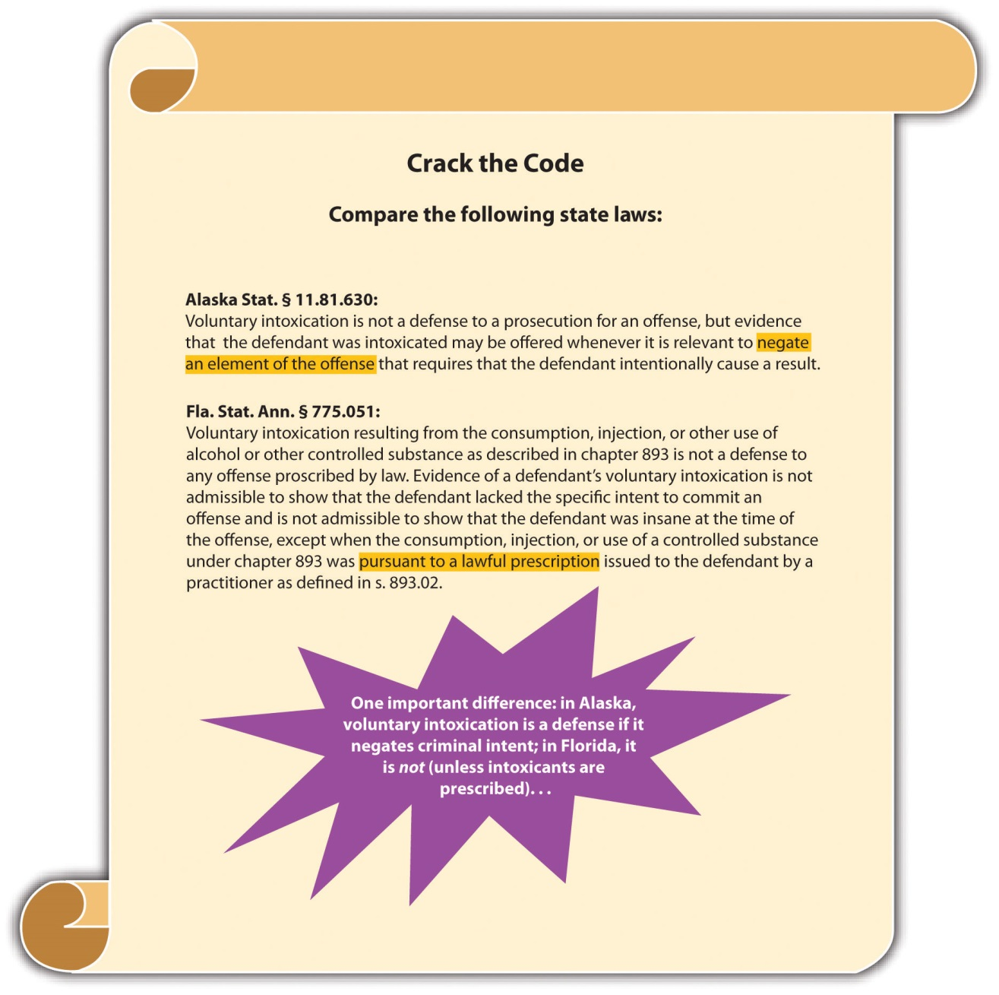 Crack the Code
Compare the following state laws:
Alaska Stat. § 11.81.630:
Voluntary intoxication is not a defense to a prosecution for an offense, but evidence
that the defendant was intoxicated may be offered whenever it is relevant to negate
an element of the offense that requires that the defendant intentionally cause a result.
Fla. Stat. Ann. § 775.051:
Voluntary intoxication resulting from the consumption, injection, or other use of
alcohol or other controlled substance as described in chapter 893 is not a defense to
any offense proscribed by law. Evidence of a defendant’s voluntary intoxication is not
admissible to show that the defendant lacked the specific intent to commit an
offense and is not admissible to show that the defendant was insane at the time of
the offense, except when the consumption, injection, or use of a controlled substance
under chapter 893 was pursuant to a lawful prescription issued to the defendant by a
practitioner as defined in s. 893.02.
One important difference: in Alaska,
voluntary intoxication is a defense if it
negates criminal intent; in Florida, it
is not (unless intoxicants are
prescribed). . .